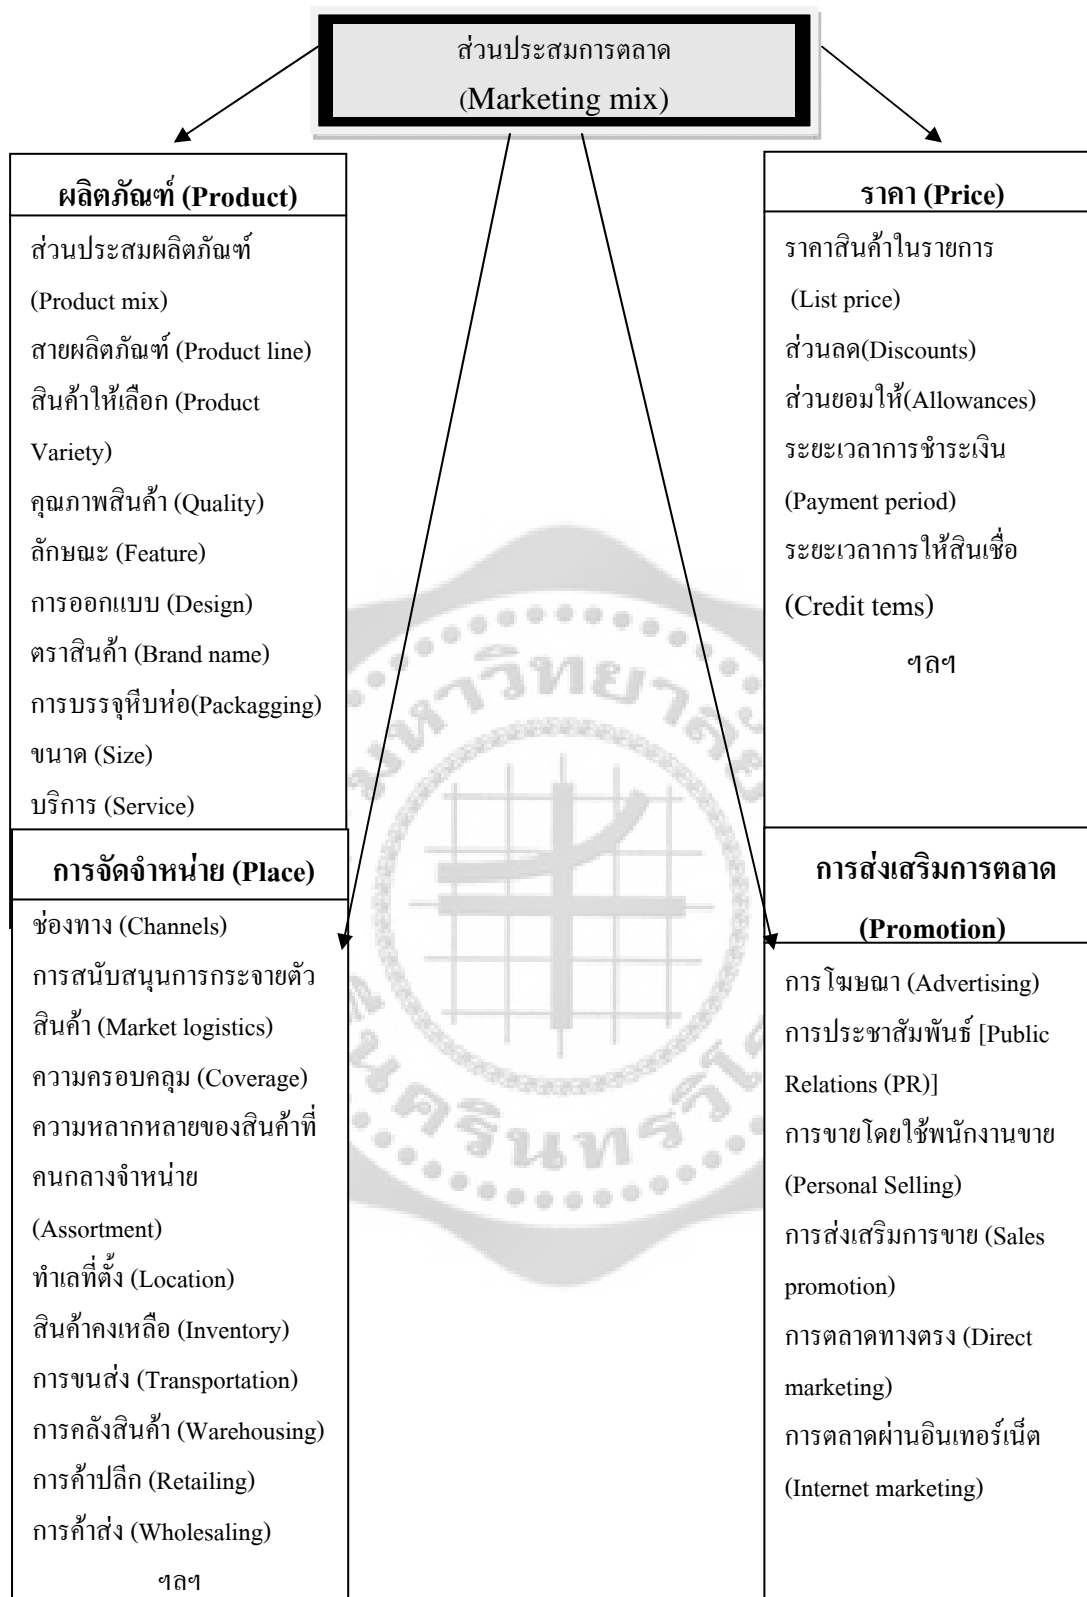 ส่วนประสมการตลาด
(Marketing mix)
ผลิตภัณฑ์ (Product)
ส่วนประสมผลิตภัณฑ์
(Product mix)
สายผลิตภัณฑ์ (Product line)
สินค้าให้เลือก (Product
Variety)
คุณภาพสินค้า (Quality)
ลักษณะ (Feature)
การออกแบบ (Design)
ตราสินค้า (Brand name)
การบรรจุหีบห่อ(Packagging)
ขนาด (Size)
บริการ (Service)
ราคา (Price)
ราคาสินค้าในรายการ
(List price)
ส่วนลด(Discounts)
ส่วนยอมให้(Allowances)
ระยะเวลาการชำระเงิน
(Payment period)
ระยะเวลาการให้สินเชื่อ
(Credit tems)
ฯลฯ
การจัดจำหน่าย (Place)
ช่องทาง (Channels)
การสนับสนุนการกระจายตัว
สินค้า (Market logistics)
ความครอบคลุม (Coverage)
ความหลากหลายของสินค้าที่
คนกลางจำหน่าย
(Assortment)
ทำเลที่ตั้ง (Location)
สินค้าคงเหลือ (Inventory)
การขนส่ง (Transportation)
การคลังสินค้า (Warehousing)
การค้าปลีก (Retailing)
การค้าส่ง (Wholesaling)
ฯลฯ
การส่งเสริมการตลาด
(Promotion)
การโฆษณา (Advertising)
การประชาสัมพันธ์ [Public
Relations (PR)]
การขายโดยใช้พนักงานขาย
(Personal Selling)
การส่งเสริมการขาย (Sales
promotion)
การตลาดทางตรง (Direct
marketing)
การตลาดผ่านอินเทอร์เน็ต
(Internet marketing)
มหาวิทยาลัย